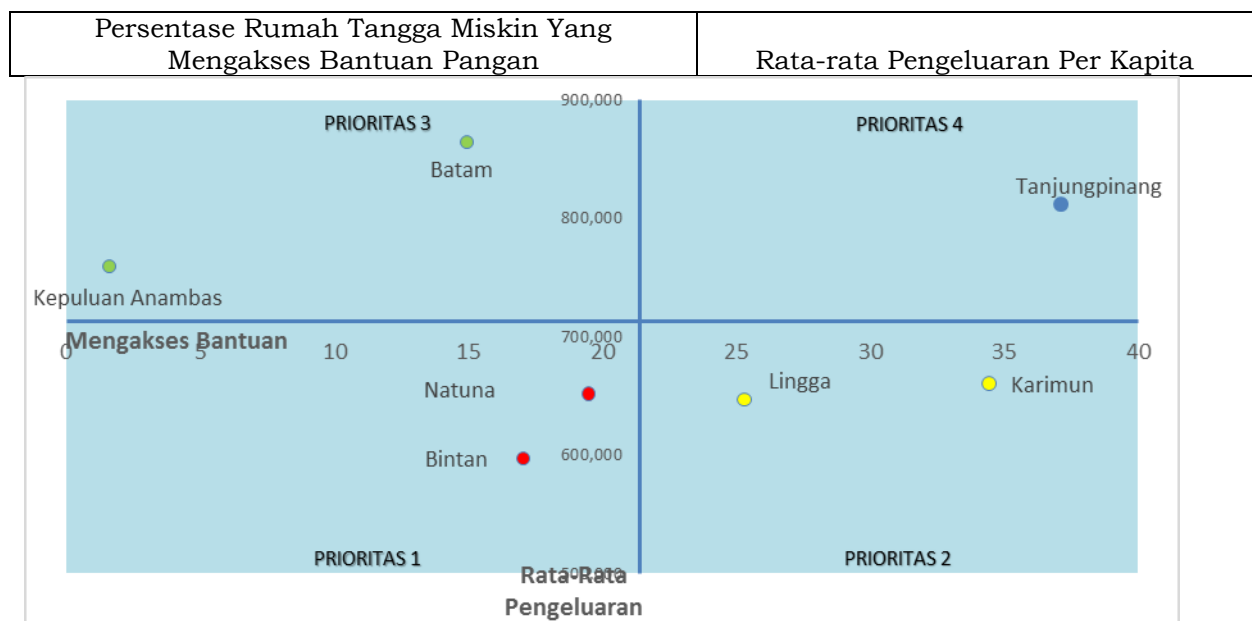 Persentase Rumah Tangga Miskin Yang
Mengakses Bantuan Pangan
Rata-rata Pengeluaran Per Kapita
900,000
PRIORITAS 3
PRIORITAS 4
Batam
Tanjungpinang
800,000
Kepuluan Anambas
Mengakses Bantuan
700,000
0 5 10 15 20 25 30 35 40
Natuna
Lingga
Karimun
Bintan
600,000
PRIORITAS 1
PRIORITAS 2
500,000
Rata-Rata
Pengeluaran